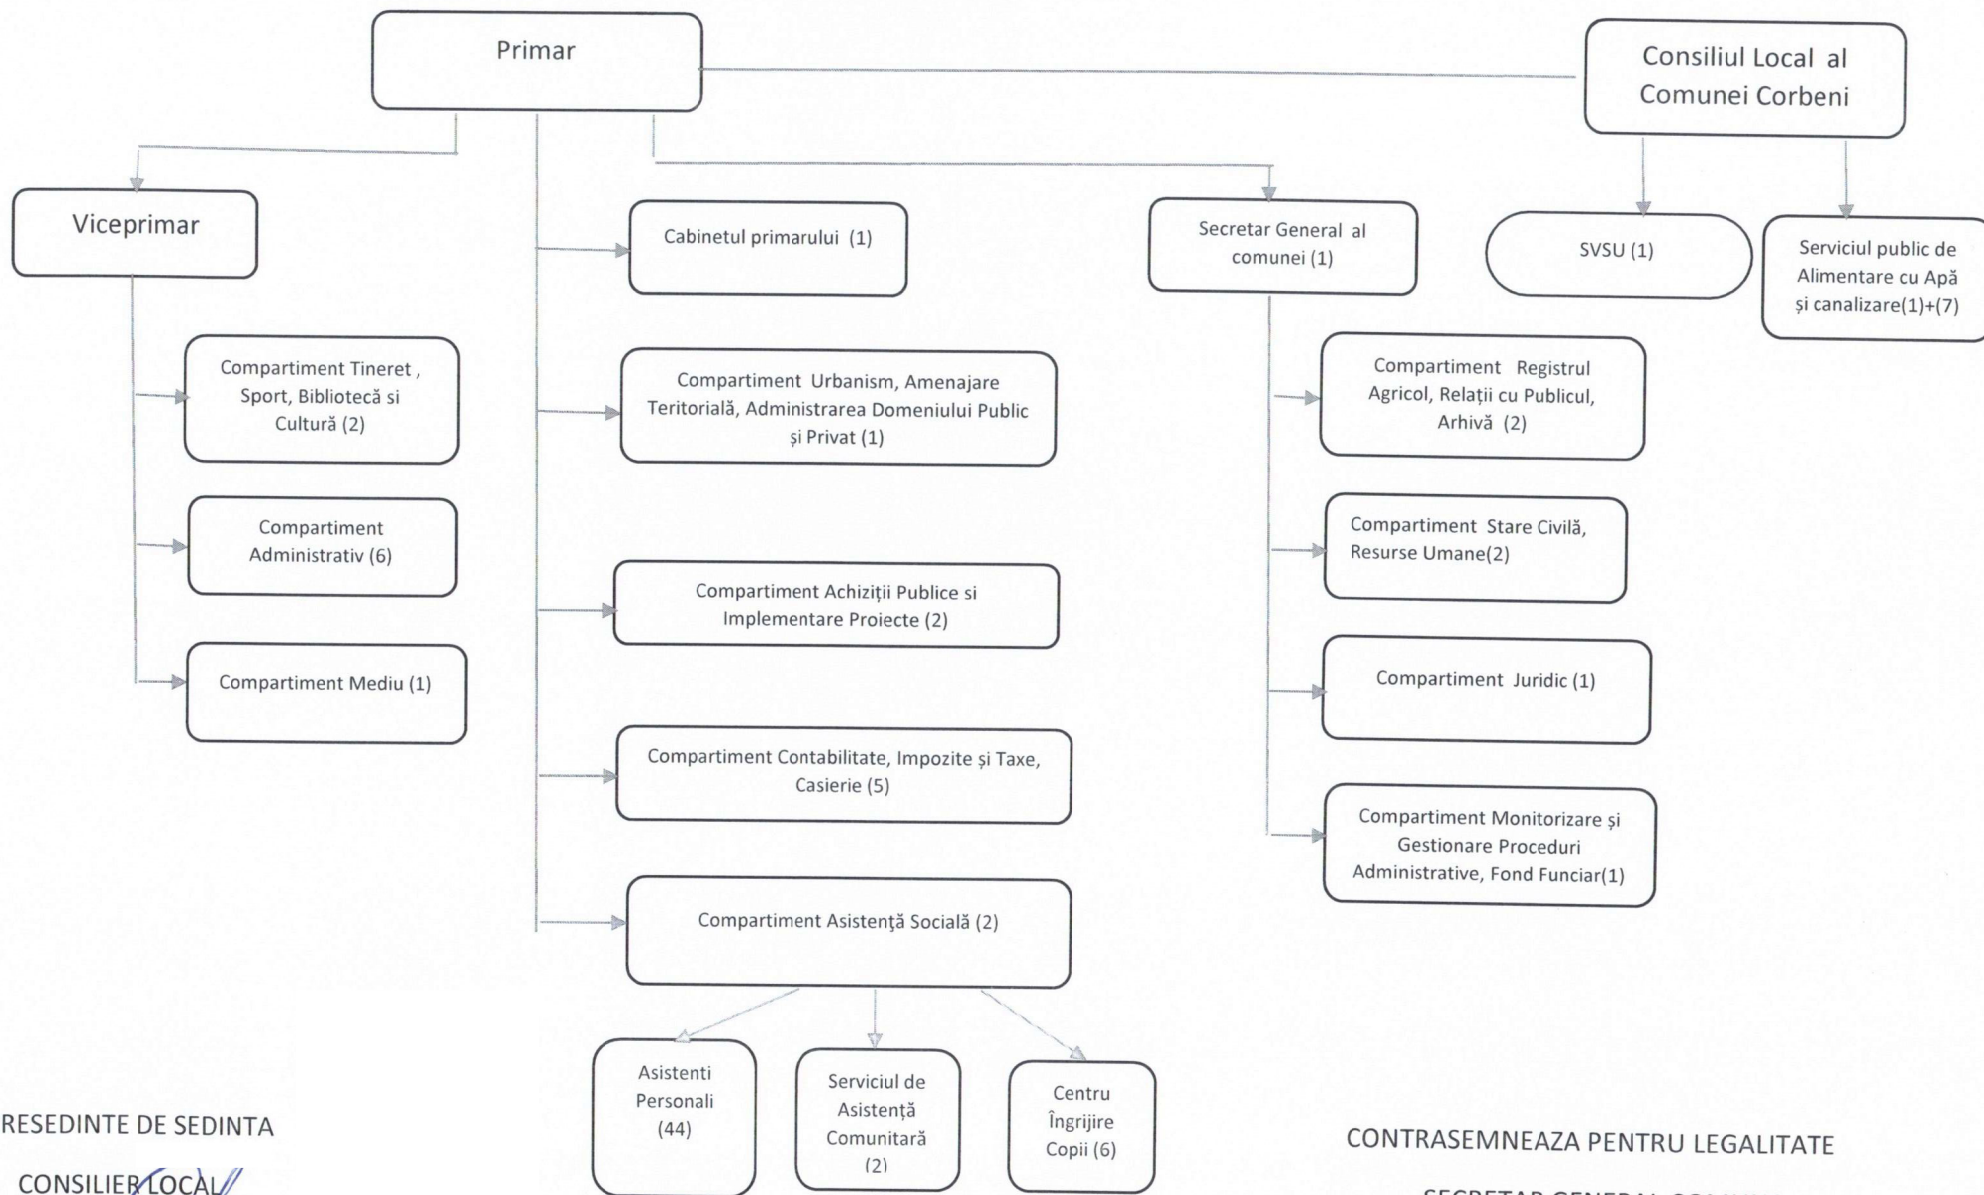 Primar
Consiliul Local al
Comunei Corbeni
Viceprimar
Cabinetul primarului (1)
Secretar General al
comunei (1)
SVSU (1)
Serviciul public de
Alimentare cu Apă
și canalizare(1)+(7)
Compartiment Tineret ,
Sport, Bibliotecă si
Cultură (2)
Compartiment Urbanism, Amenajare
Teritorială, Administrarea Domeniului Public
și Privat (1)
Compartiment Registrul
Agricol, Relații cu Publicul,
Arhivă (2)
Compartiment
Administrativ (6)
Compartiment Stare Civilă,
Resurse Umane(2)
Compartiment Achiziții Publice si
Implementare Proiecte (2)
Compartiment Mediu (1)
Compartiment Juridic (1)
Compartiment Contabilitate, Impozite și Taxe,
Casierie (5)
Compartiment Monitorizare și
Gestionare Proceduri
Administrative, Fond Funciar(1)
Compartiment Asistență Socială (2)
Asistenti
Personali
(44)
Serviciul de
Asistență
Comunitară
(2)
Centru
Îngrijire
Copii (6)
RESEDINTE DE SEDINTA
CONSILIER LOCAL
CONTRASEMNEAZA PENTRU LEGALITATE
SECRETAR GENERAL